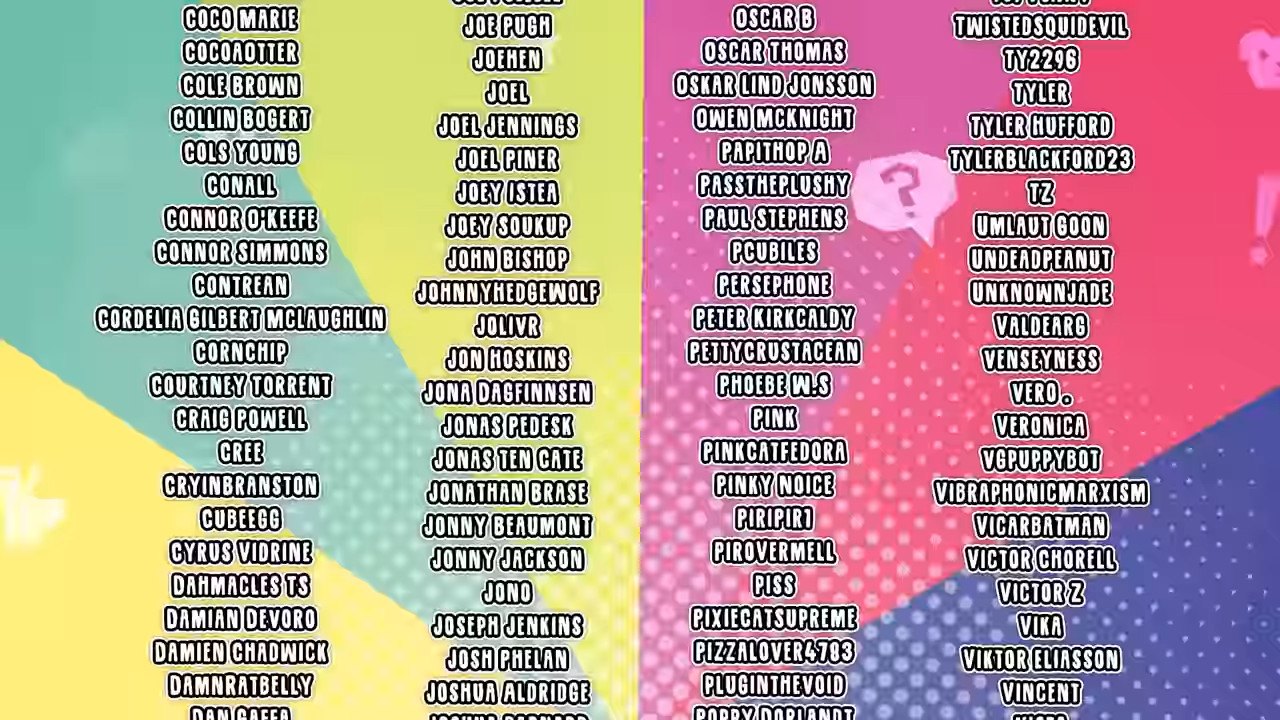 COCO MARIE
COCOAOTTER
COLE BROWN
COLLIN BOGERT
COLS YOUNG
CONALL
CONNOR O'KEEFE
CONNOR SIMMONS
CONTREAN
CORDELIA GILBERT MCLAUGHLIN
CORNCHIP
COURTNEY TORRENT
CRAIG POWELL
CREE
CRYINBRANSTON
CUBEEGG
CYRUS VIDRINE
DAHMACLES TS
DAMIAN DEVORO
DAMIEN CHADWICK
DAMNRATBELLY
DAN GAFFA
JOE PUGH
JOEHEN
JOEL
JOEL JENNINGS
JOEL PINER
JOEY ISTEA
JOEY SOUKUP
JOHN BISHOP
JOHNNYHEDGEWOLF
JOLIVR
JON HOSKINS
JONA DAGFINNSEN
JONAS PEDESK
JONAS TEN CATE
JONATHAN BRASE
JONNY BEAUMONT
JONNY JACKSON
JONO
JOSEPH JENKINS
JOSH PHELAN
JOSHUA ALDRIDGE
OSCAR B
OSCAR THOMAS
OSKAR LIND JONSSON
OWEN MCKNIGHT
PAPITHOP A
PASSTHEPLUSHY
PAUL STEPHENS
PCUBILES
PERSEPHONE
PETER KIRKCALDY
PETTYCRUSTACEAN
PHOEBE W.S
PINK
PINKCATFEDORA
PINKY NOICE
PIRIPIR1
PIROVERMELL
PISS
PIXIECATSUPREME
PIZZALOVER4783
PLUGINTHEVOID
POPPY DORLANDT
TWISTEDSQUIDEVIL
TY2296
TYLER
TYLER HUFFORD
TYLERBLACKFORD23
TZ
UMLAUT GOON
UNDEADPEANUT
UNKNOWNJADE
VALDEARG
VENSEYNESS
VERO .
VERONICA
VGPUPPYBOT
VIBRAPHONICMARXISM
VICARBATMAN
VICTOR CHORELL
VICTOR Z
VIKA
VIKTOR ELIASSON
VINCENT
?